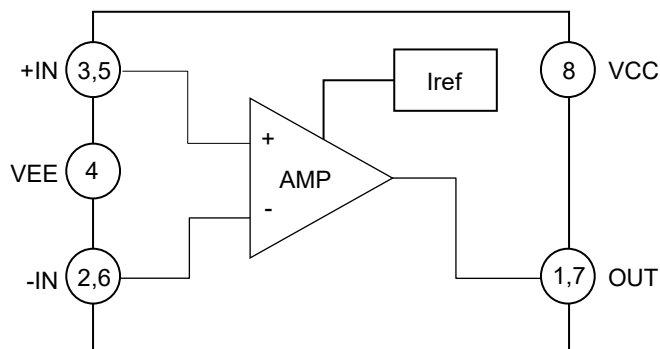 +IN 3,5
Iref
8 VCC
+
VEE 4
AMP
-
-IN 2,6
1,7 OUT